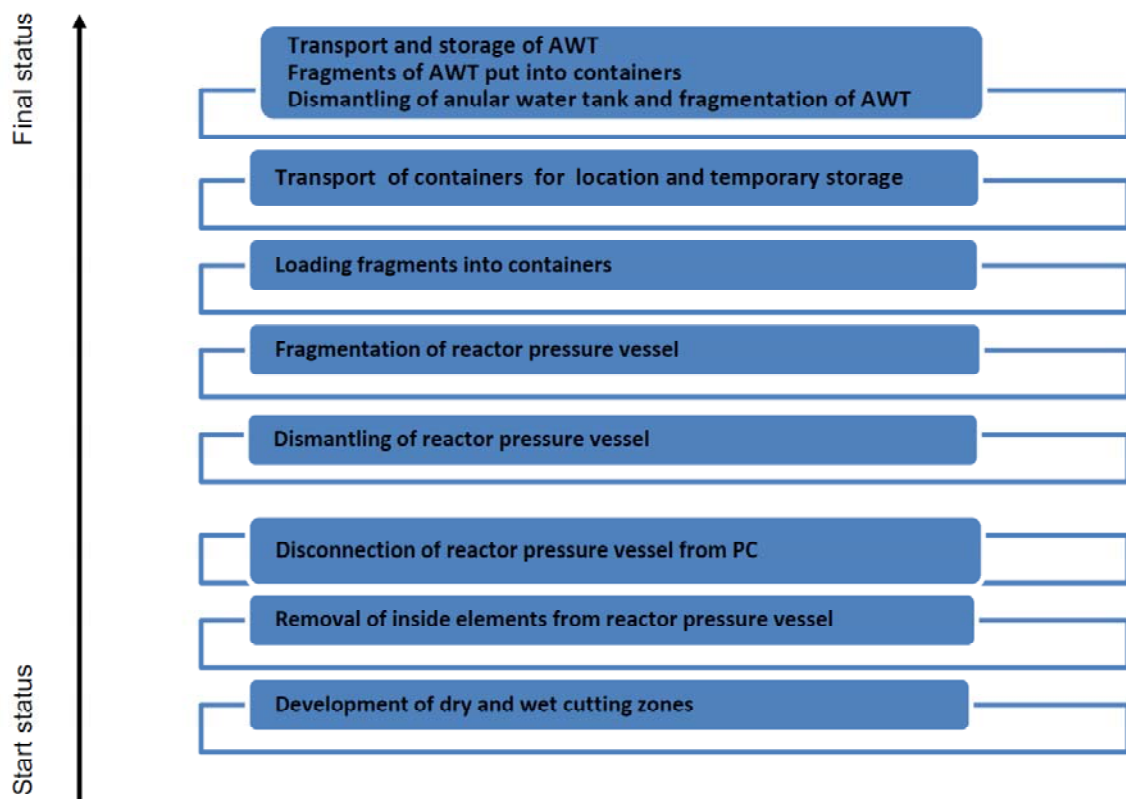 Final status
Transport and storage of AWT
Fragments of AWT put into containers
Dismantling of anular water tank and fragmentation of AWT
Transport of containers for location and temporary storage
Loading fragments into containers
Fragmentation of reactor pressure vessel
Dismantling of reactor pressure vessel
Disconnection of reactor pressure vessel from PC
Removal of inside elements from reactor pressure vessel
Development of dry and wet cutting zones
Start status